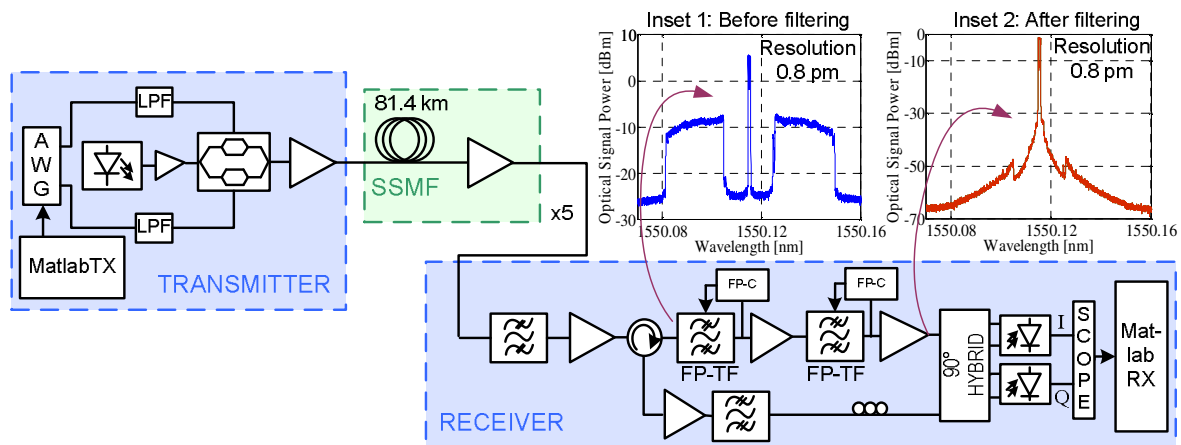 Inset 1: Before filtering
Inset 2: After filtering
Optical Signal Power [dBm]
10
0
-10
-20
-30
Resolution
0.8 pm
1550.08
1550.12
1550.16
Wavelength [nm]
Optical Signal Power [dBm]
0
-10
-30
-50
-70
Resolution
0.8 pm
1550.08
1550.12
1550.16
Wavelength [nm]
LPF
A
W
G
LPF
MatlabTX
TRANSMITTER
81.4 km
SSMF
x5
FP-C
FP-C
FP-TF
FP-TF
90°
HYBRID
I
Q
S
C
O
P
E
Mat-
lab
RX
RECEIVER